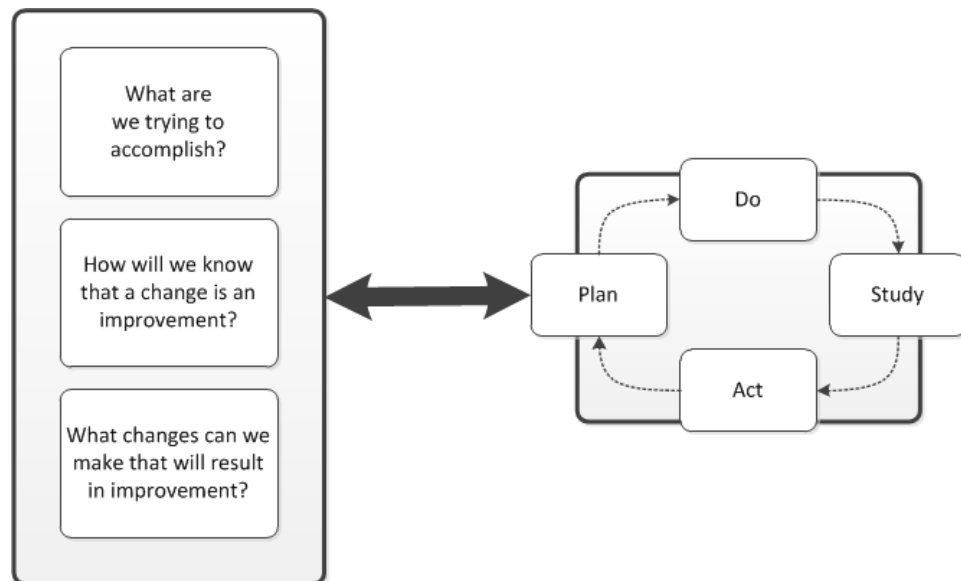 What are
we trying to
accomplish?
How will we know
that a change is an
improvement?
What changes can we
make that will result
in improvement?
Do
Plan
Study
Act